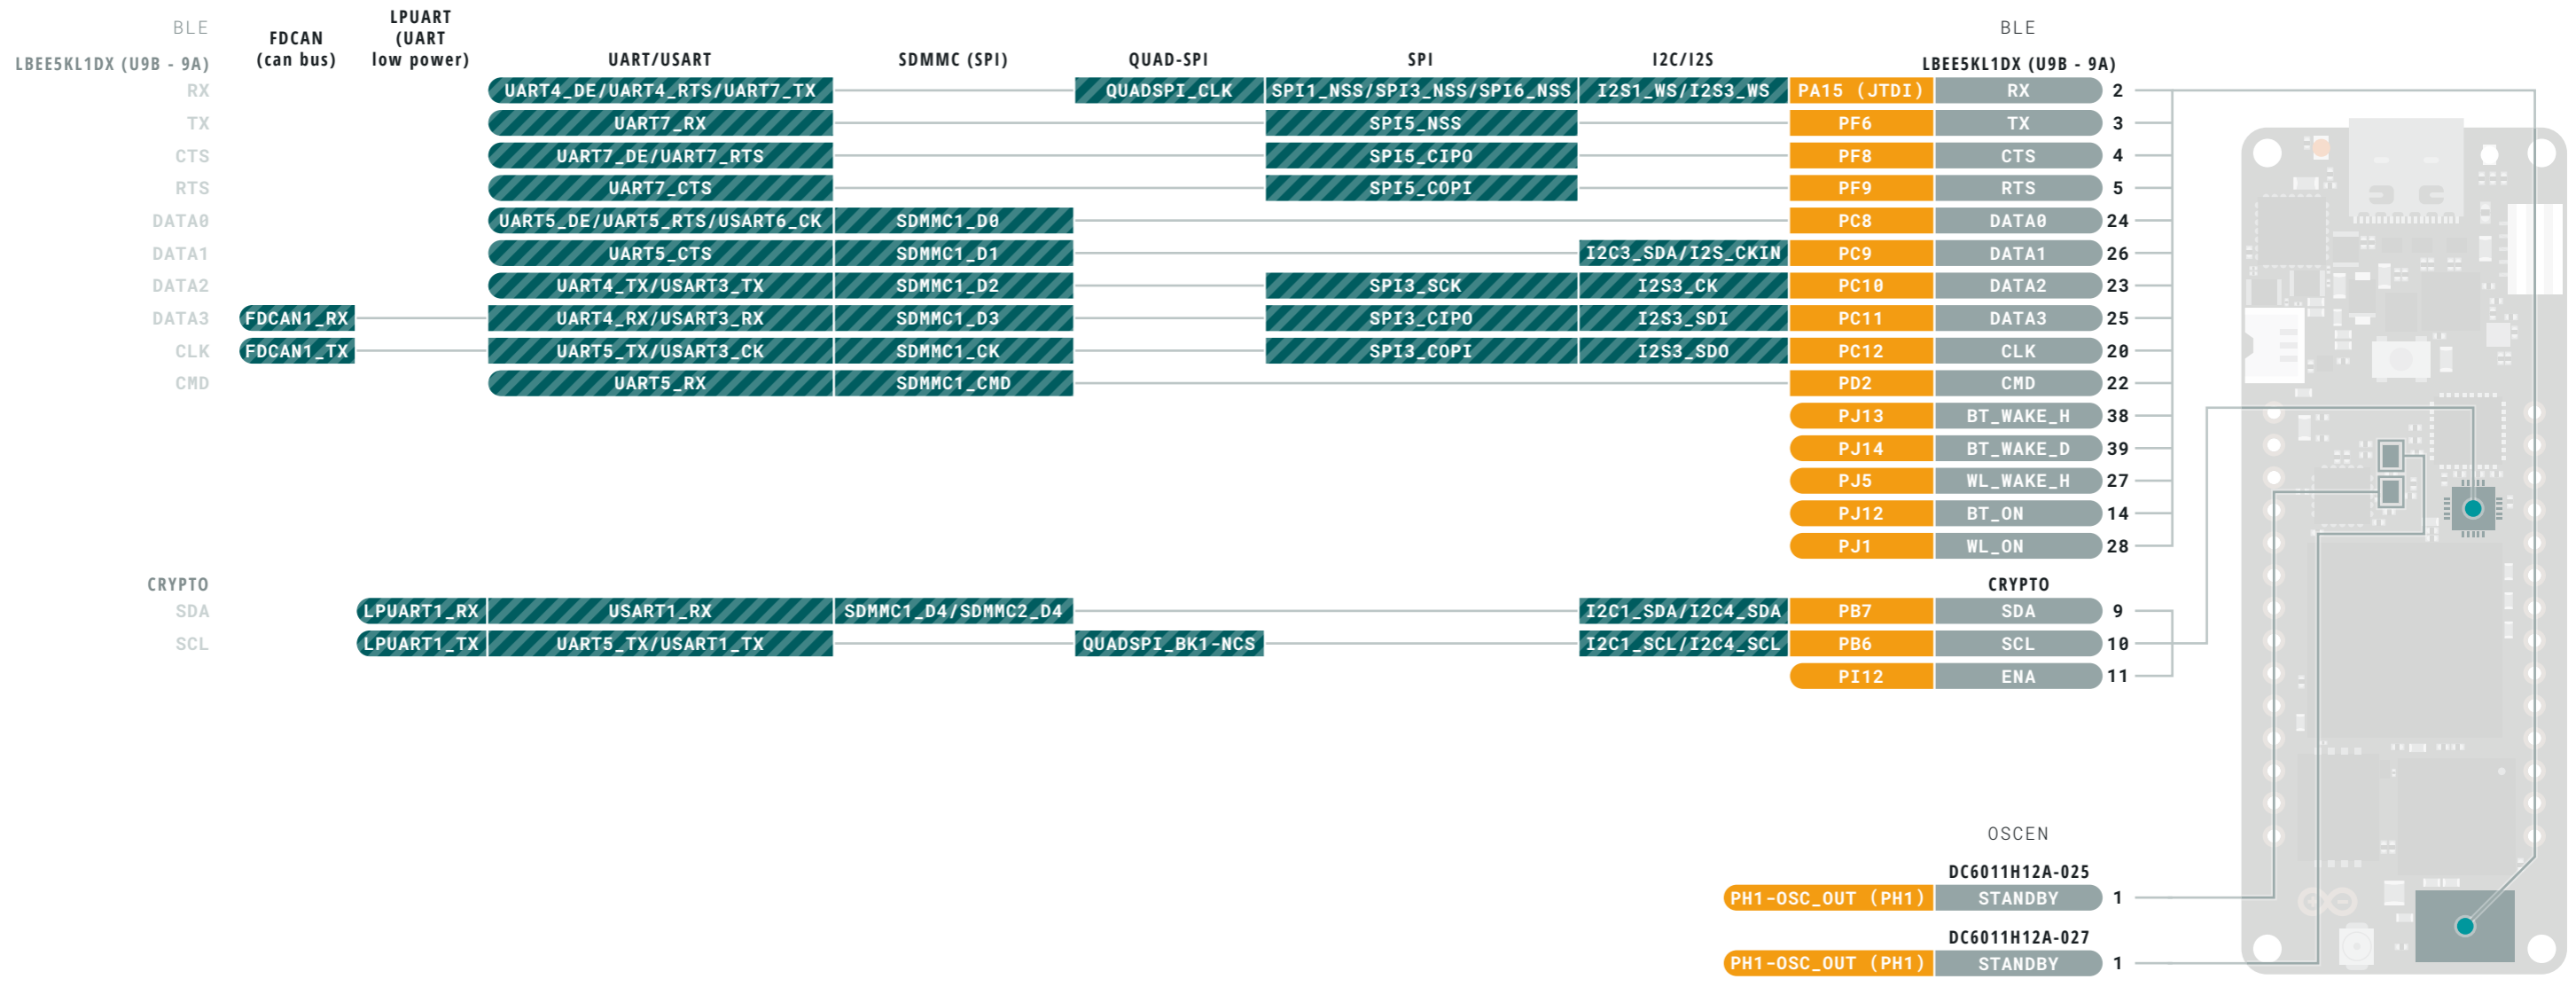 BLE
LBEE5KL1DX (U9B - 9A)
FDCAN
(can bus)
LPUART
(UART
low power)
UART/USART
SDMMC (SPI)
QUAD-SPI
SPI
I2C/I2S
BLE
LBEE5KL1DX (U9B - 9A)
RX UART4_DE/UART4_RTS/UART7_TX QUADSPI_CLK SPI1_NSS/SPI3_NSS/SPI6_NSS I2S1_WS/I2S3_WS PA15 (JTDI) RX 2
TX UART7_RX SPI5_NSS PF6 TX 3
CTS UART7_DE/UART7_RTS SPI5_CIPO PF8 CTS 4
RTS UART7_CTS SPI5_COPI PF9 RTS 5
DATA0 UART5_DE/UART5_RTS/USART6_CK SDMMC1_D0 PC8 DATA0 24
DATA1 UART5_CTS SDMMC1_D1 I2C3_SDA/I2S_CKIN PC9 DATA1 26
DATA2 UART4_TX/USART3_TX SDMMC1_D2 SPI3_SCK I2S3_CK PC10 DATA2 23
DATA3 FDCAN1_RX UART4_RX/USART3_RX SDMMC1_D3 SPI3_CIPO I2S3_SDI PC11 DATA3 25
CLK FDCAN1_TX UART5_TX/USART3_CK SDMMC1_CK SPI3_COPI I2S3_SDO PC12 CLK 20
CMD UART5_RX SDMMC1_CMD PD2 CMD 22
PJ13 BT_WAKE_H 38
PJ14 BT_WAKE_D 39
PJ5 WL_WAKE_H 27
PJ12 BT_ON 14
PJ1 WL_ON 28
CRYPTO CRYPTO
SDA LPUART1_RX USART1_RX SDMMC1_D4/SDMMC2_D4 I2C1_SDA/I2C4_SDA PB7 SDA 9
SCL LPUART1_TX UART5_TX/USART1_TX QUADSPI_BK1-NCS I2C1_SCL/I2C4_SCL PB6 SCL 10
PI12 ENA 11
OSCEN
DC6011H12A-025
PH1-OSC_OUT (PH1) STANDBY 1
DC6011H12A-027
PH1-OSC_OUT (PH1) STANDBY 1